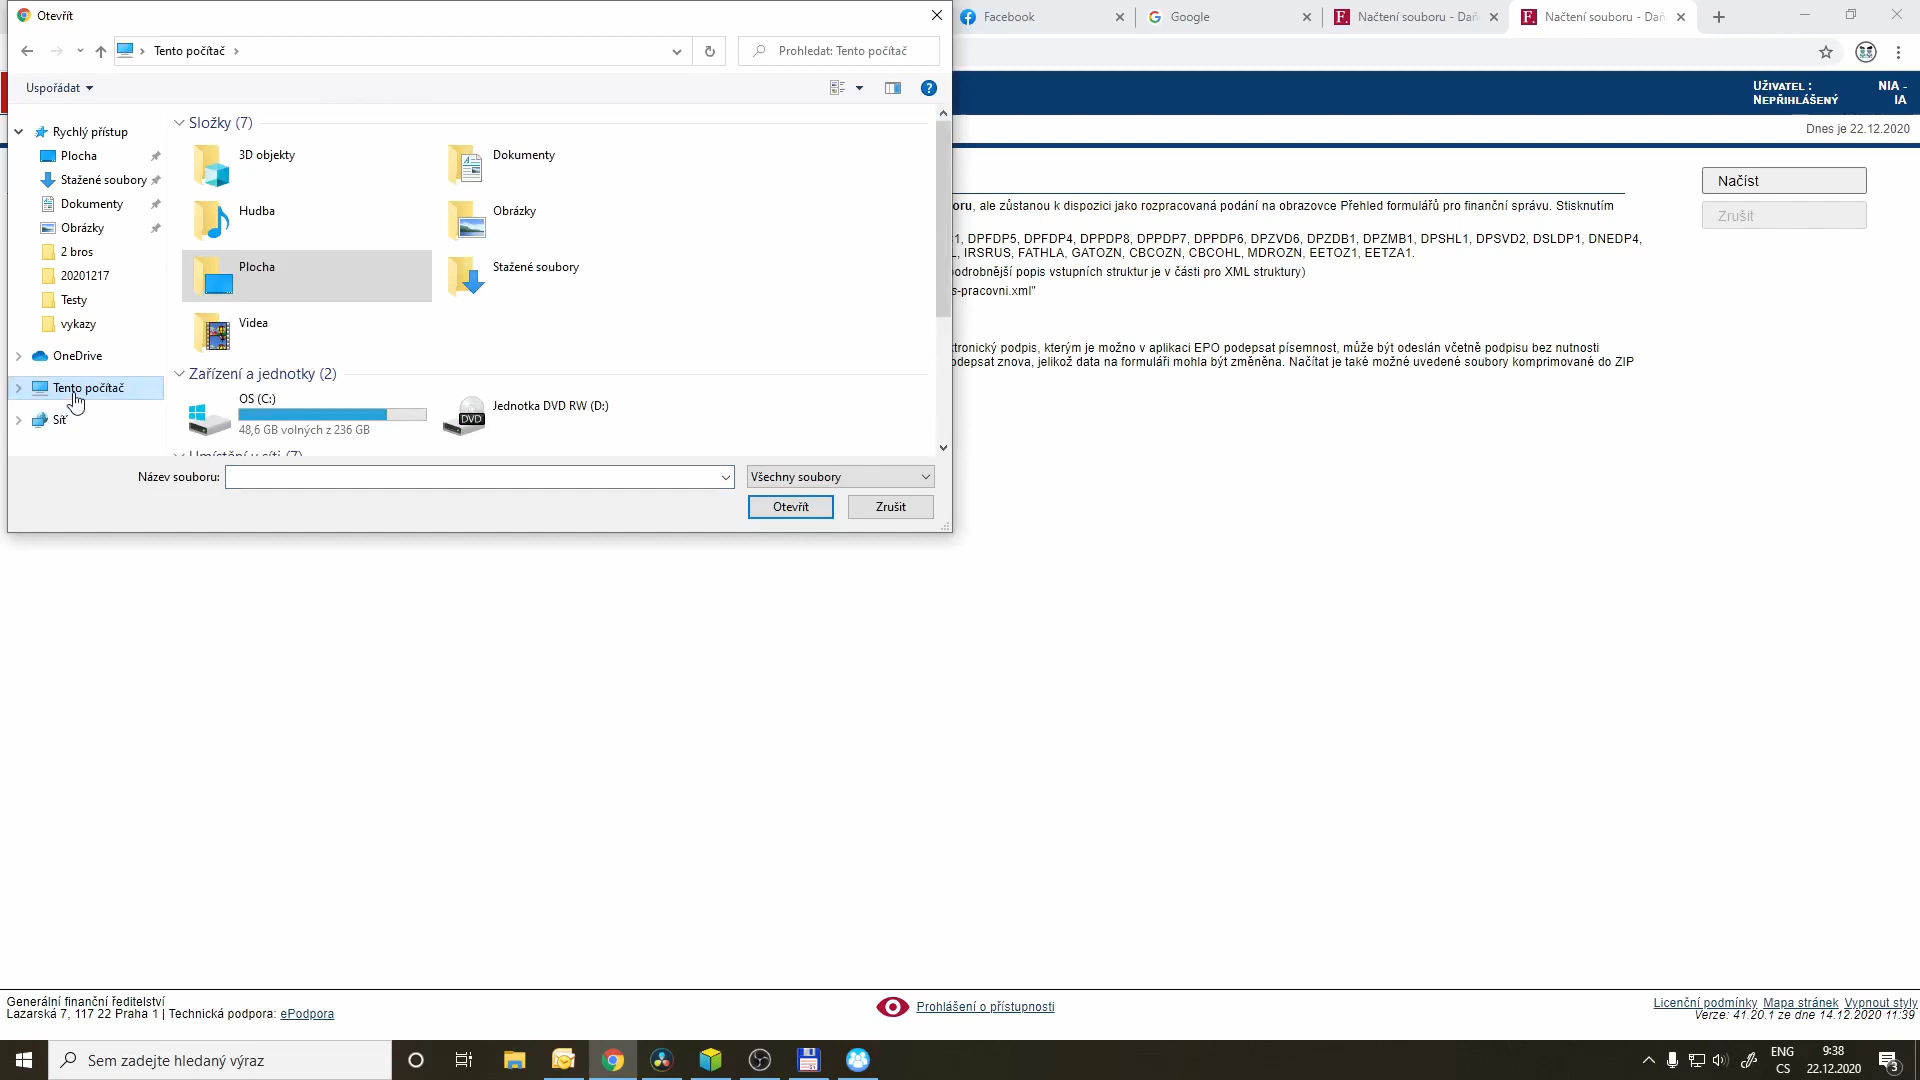 Otevřít
Facebook
Google
Načtení souboru - Daň
Načtení souboru - Daň
Tento počítač
Prohledat: Tento počítač
Uspořádat
Uživatel :
Nepřihlášený
NIA -
IA
Dnes je 22.12.2020
Rychlý přístup
Plocha
Stažené soubory
Dokumenty
Obrázky
2 bros
20201217
Testy
vykazy
OneDrive
Tento počítač
Síť
Složky (7)
3D objekty
Dokumenty
Hudba
Obrázky
Plocha
Stažené soubory
Videa
Zařízení a jednotky (2)
OS (C:)
48,6 GB volných z 236 GB
Jednotka DVD RW (D:)
DVD
Umístění v síti (7)
Název souboru:
Všechny soubory
Otevřít
Zrušit
Načíst
Zrušit
oru, ale zůstanou k dispozici jako rozpracovaná podání na obrazovce Přehled formulářů pro finanční správu. Stisknutím
1, DPFDP5, DPFDP4, DPPDP8, DPPDP7, DPPDP6, DPZVD6, DPZDB1, DPZMB1, DPSHL1, DPSVD2, DSLDP1, DNEDP4,
L, IRSRUS, FATHLA, GATOZN, CBCOZN, CBCOHL, MDROZN, EETOZ1, EETZA1.
podrobnější popis vstupních struktur je v části pro XML struktury)
s-pracovni.xml"
ktronický podpis, kterým je možno v aplikaci EPO podepsat písemnost, může být odeslán včetně podpisu bez nutnosti
odepsat znova, jelikož data na formuláři mohla být změněna. Načítat je také možné uvedené soubory komprimované do ZIP
Generální finanční ředitelství
Lazarská 7, 117 22 Praha 1 | Technická podpora: ePodpora
Prohlášení o přístupnosti
Licenční podmínky Mapa stránek Vypnout styly
Verze: 41.20.1 ze dne 14.12.2020 11:39
Sem zadejte hledaný výraz
ENG
CS
9:38
22.12.2020
3